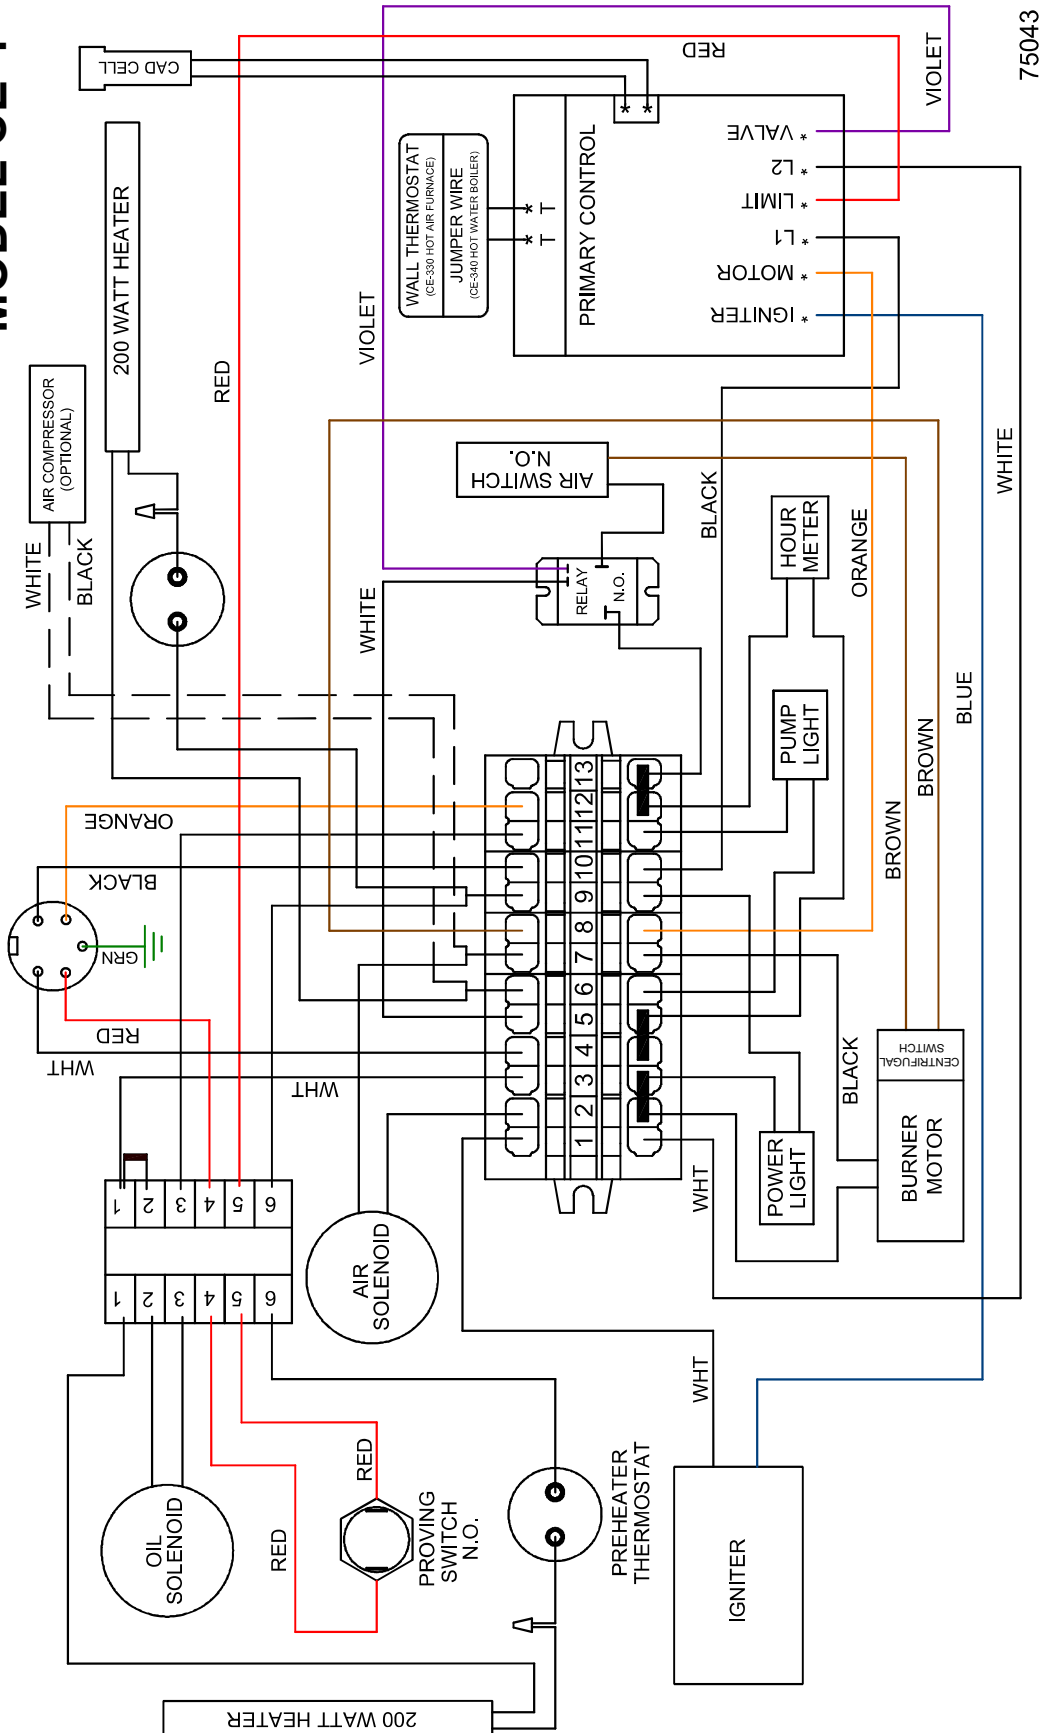 75043
CAD CELL
200 WATT HEATER
AIR COMPRESSOR
(OPTIONAL)
WHITE
BLACK
RED
RED
VIOLET
VIOLET
WALL THERMOSTAT
(CE-330 HOT AIR FURNACE)
JUMPER WIRE
(CE-340 HOT WATER BOILER)
* T
* T
PRIMARY CONTROL
* *
* VALVE
* L2
* LIMIT
* L1
* MOTOR
* IGNITER
AIR SWITCH
N.O.
RELAY
N.O.
WHITE
BLACK
ORANGE
WHITE
HOUR
METER
PUMP
LIGHT
BLUE
BROWN
BROWN
ORANGE
BLACK
GRN
RED
WHT
WHT
1 2 3 4 5 6 7 8 9 10 11 12 13
1 2 3 4 5 6
1 2 3 4 5 6
AIR
SOLENOID
OIL
SOLENOID
POWER
LIGHT
BLACK
CENTRIFUGAL
SWITCH
BURNER
MOTOR
WHT
WHT
RED
RED
PROVING
SWITCH
N.O.
PREHEATER
THERMOSTAT
IGNITER
200 WATT HEATER